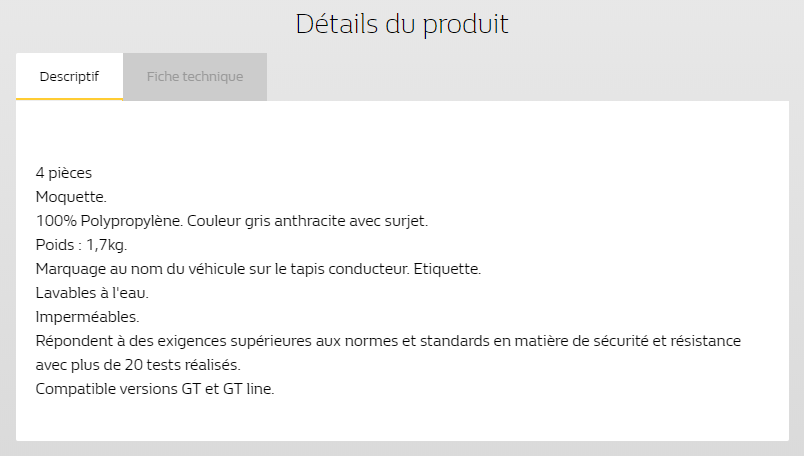 Détails du produit
Descriptif
Fiche technique
4 pièces
Moquette.
100% Polypropylène. Couleur gris anthracite avec surjet.
Poids : 1,7kg.
Marquage au nom du véhicule sur le tapis conducteur. Etiquette.
Lavables à l'eau.
Imperméables.
Répondent à des exigences supérieures aux normes et standards en matière de sécurité et résistance
avec plus de 20 tests réalisés.
Compatible versions GT et GT line.